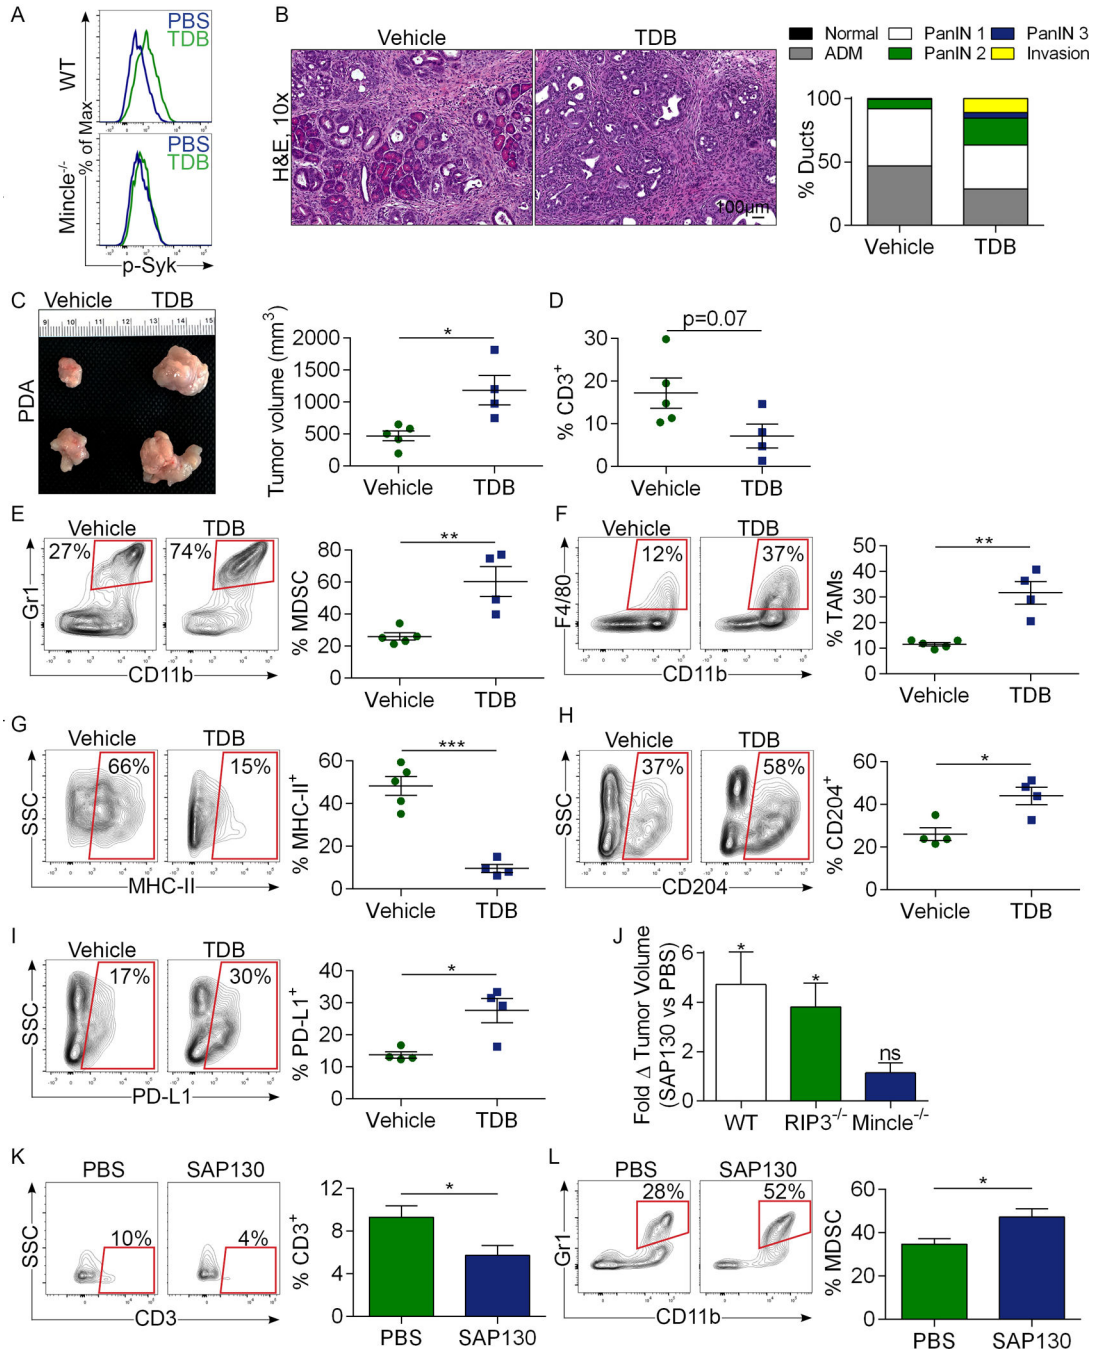 A
PBS
TDB
WT
PBS
TDB
Mincle-/-
% of Max
p-Syk
B
Vehicle
TDB
H&E, 10x
100µm
Normal
PanIN 1
PanIN 3
ADM
PanIN 2
Invasion
100
50
0
% Ducts
Vehicle
TDB
C
Vehicle
TDB
9 10 11 12 13 14 15
PDA
Tumor volume (mm3)
2000
1500
1000
500
0
*
Vehicle
TDB
D
p=0.07
% CD3+
30
20
10
0
Vehicle
TDB
E
Vehicle
TDB
27%
74%
Gr1
CD11b
% MDSC
80
60
40
20
0
**
Vehicle
TDB
F
Vehicle
TDB
12%
37%
F4/80
CD11b
% TAMs
50
40
30
20
10
0
**
Vehicle
TDB
G
Vehicle
TDB
66%
15%
SSC
MHC-II
% MHC-II+
60
40
20
0
***
Vehicle
TDB
H
Vehicle
TDB
37%
58%
SSC
CD204
% CD204+
60
40
20
0
*
Vehicle
TDB
I
Vehicle
TDB
17%
30%
SSC
PD-L1
% PD-L1+
40
30
20
10
0
*
Vehicle
TDB
J
Fold Δ Tumor Volume
(SAP130 vs PBS)
6
4
2
0
*
*
ns
WT
RIP3-/-
Mincle-/-
K
PBS
SAP130
10%
4%
SSC
CD3
% CD3+
12
8
4
0
*
PBS
SAP130
L
PBS
SAP130
28%
52%
Gr1
CD11b
% MDSC
60
40
20
0
*
PBS
SAP130